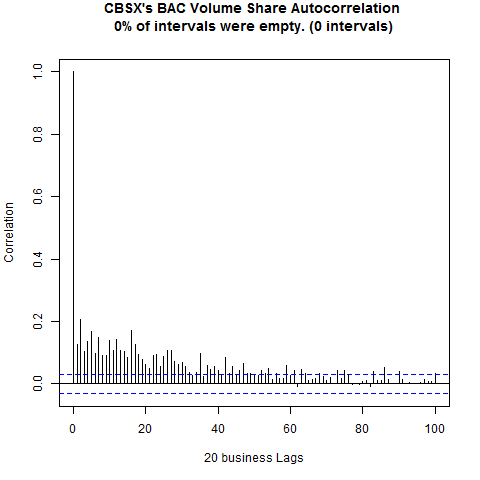 CBSX's BAC Volume Share Autocorrelation
0% of intervals were empty. (0 intervals)
1.0
0.8
0.6
0.4
0.2
0.0
Correlation
0 20 40 60 80 100
20 business Lags